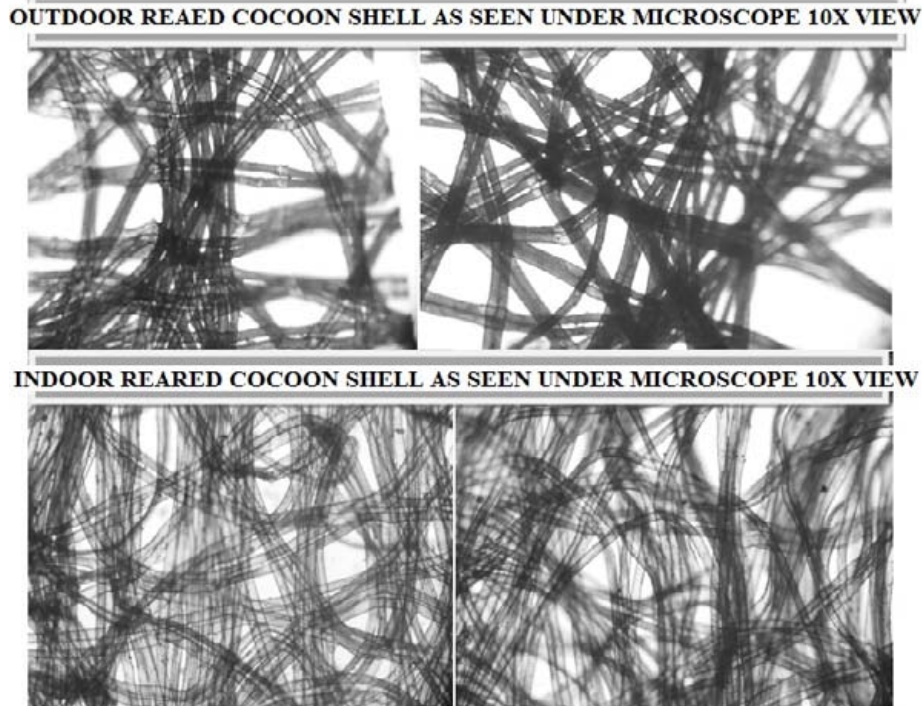 OUTDOOR REAED COCOON SHELL AS SEEN UNDER MICROSCOPE 10X VIEW
INDOOR REARED COCOON SHELL AS SEEN UNDER MICROSCOPE 10X VIEW